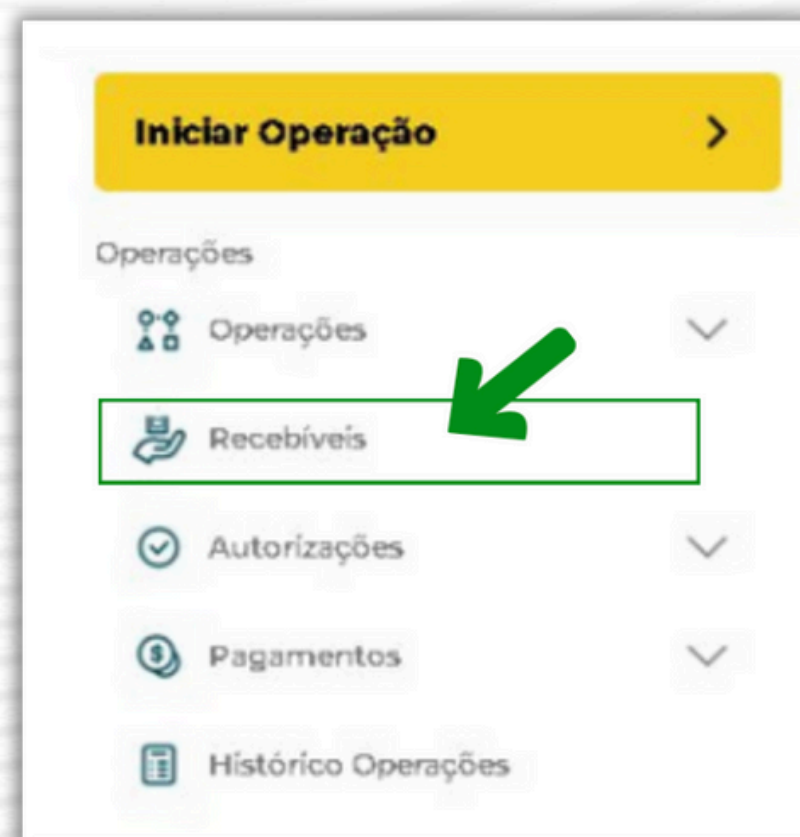 Iniciar Operação
Operações
Operações
Recebíveis
Autorizações
Pagamentos
Histórico Operações